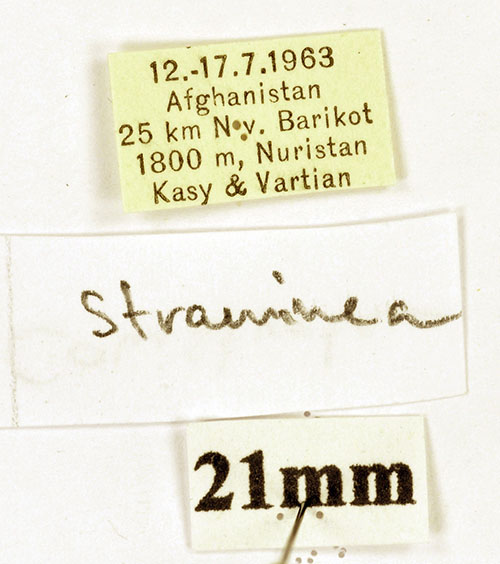 12.-17.7.1963
Afghanistan
25 km N.v. Barikot
1800 m, Nuristan
Kasy & Vartian
straminea
21mm